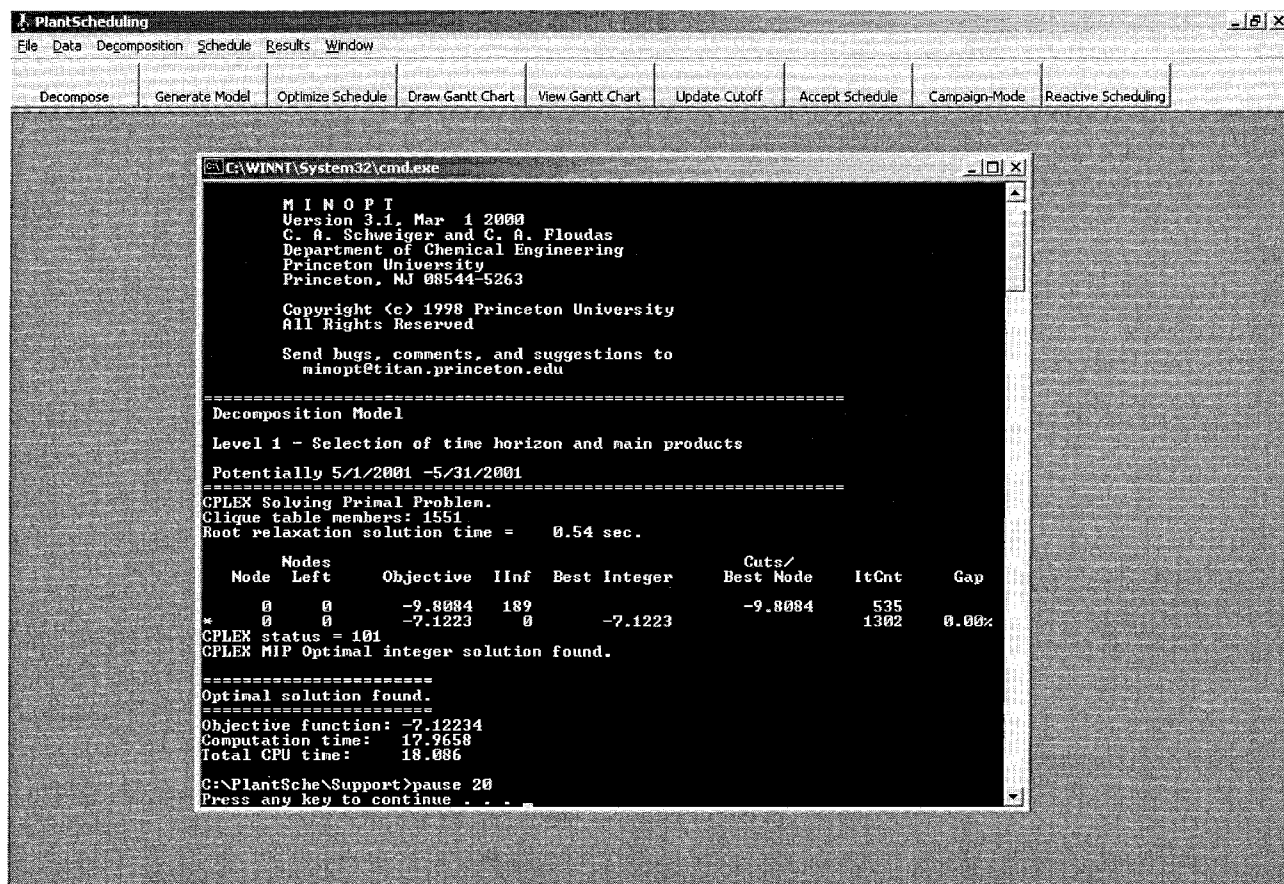 PlantScheduling
File Data Decomposition Schedule Results Window
Decompose Generate Model Optimize Schedule Draw Gantt Chart View Gantt Chart Update Cutoff Accept Schedule Campaign-Mode Reactive Scheduling
C:\WINNT\System32\cmd.exe
M I N O P T
Version 3.1, Mar 1 2000
C. A. Schweiger and C. A. Floudas
Department of Chemical Engineering
Princeton University
Princeton, NJ 08544-5263
Copyright (c) 1998 Princeton University
All Rights Reserved
Send bugs, comments, and suggestions to
minopt@titan.princeton.edu
=================================================================
Decomposition Model
Level 1 - Selection of time horizon and main products
Potentially 5/1/2001 -5/31/2001
=================================================================
CPLEX Solving Primal Problem.
Clique table members: 1551
Root relaxation solution time = 0.54 sec.
Nodes Cuts/
Node Left Objective IInf Best Integer Best Node ItCnt Gap
0 0 -9.8084 189 -9.8084 535
* 0 0 -7.1223 0 -7.1223 1302 0.00%
CPLEX status = 101
CPLEX MIP Optimal integer solution found.
=======================
Optimal solution found.
=======================
Objective function: -7.12234
Computation time: 17.9658
Total CPU time: 18.086
C:\PlantSche\Support>pause 20
Press any key to continue . . . _